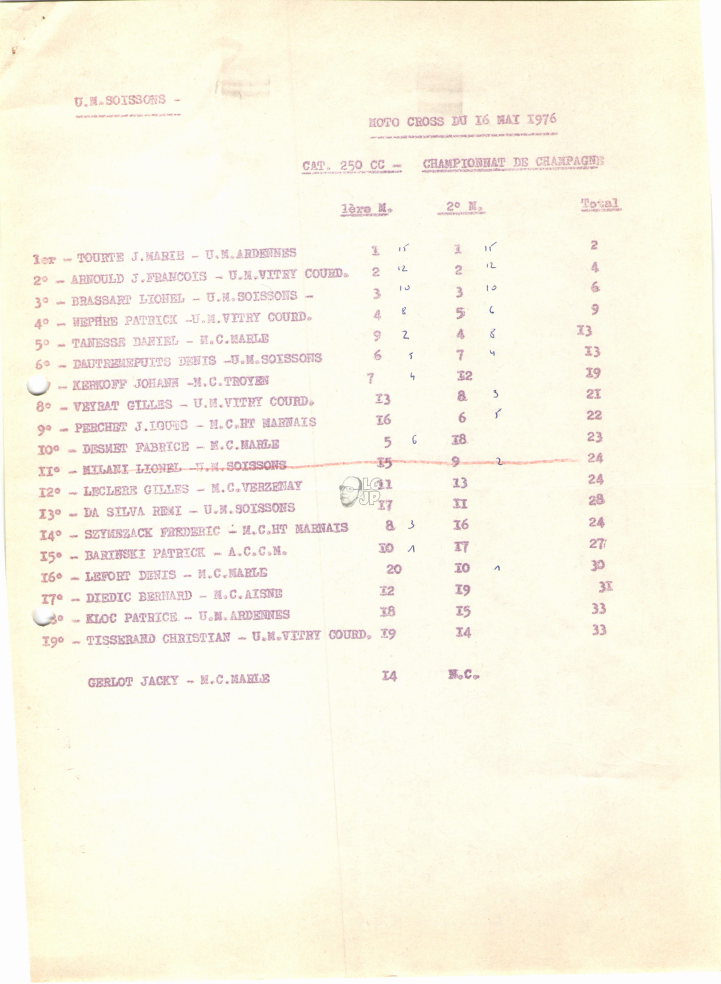 U.M.SOISSONS -
MOTO CROSS DU 16 MAI 1976
CAT. 250 CC - CHAMPIONNAT DE CHAMPAGNE
1ère M. 2° M. Total
1er - TOURTE J.MARIE - U.M.ARDENNES 1 15 1 15 2
2° - ARNOULD J.FRANCOIS - U.M.VITRY COURD. 2 12 2 12 4
3° - BRASSART LIONEL - U.M.SOISSONS - 3 10 3 10 6
4° - WEPHRE PATRICK -U.M.VITRY COURD. 4 8 5 6 9
5° - TANESSE DANIEL - M.C.MARLE 9 2 4 8 13
6° - DAUTREMEPUITS DENIS -U.M.SOISSONS 6 5 7 4 13
- KERKOFF JOHANN -M.C.TROYEN 7 4 12 19
8° - VEYRAT GILLES - U.M.VITRY COURD. 13 8 3 21
9° - PERCHET J.LOUIS - M.C.HT MARNAIS 16 6 5 22
10° - DESMET FABRICE - M.C.MARLE 5 6 18 23
11° - MILANI LIONEL -U.M.SOISSONS 15 9 2 24
12° - LECLERE GILLES - M.C.VERZENAY 11 13 24
13° - DA SILVA REMI - U.M.SOISSONS 17 11 28
14° - SZYMEZACK FREDERIC - M.C.HT MARNAIS 8 3 16 24
15° - BARINSKI PATRICK - A.C.C.M. 10 1 17 27
16° - LEFORT DENIS - M.C.MARLE 20 10 1 30
17° - DIEDIC BERNARD - M.C.AISNE 12 19 31
8° - KLOC PATRICE - U.M.ARDENNES 18 15 33
19° - TISSERAND CHRISTIAN - U.M.VITRY COURD. 19 14 33
GERLOT JACKY - M.C.MARLE 14 N.C.
LG
JP